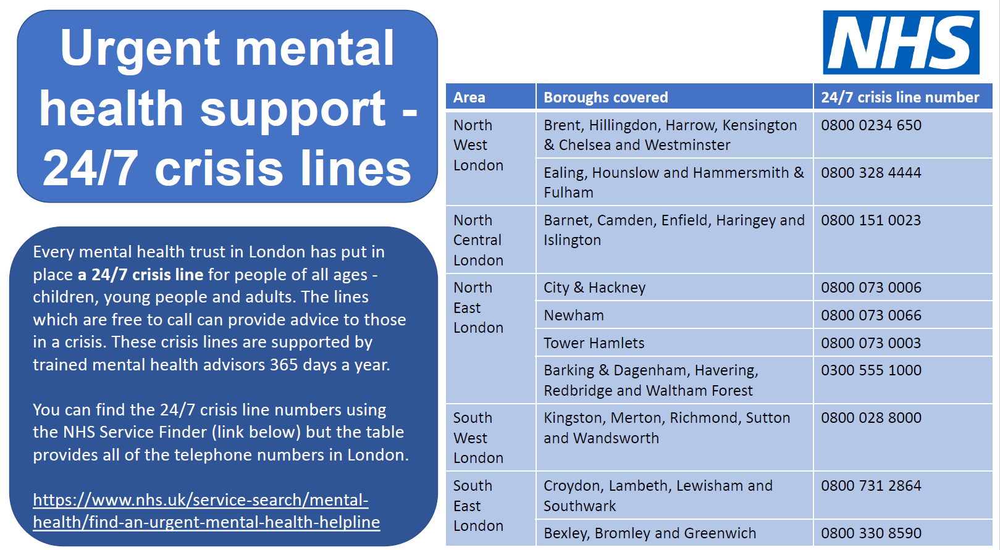 Urgent mental
health support -
24/7 crisis lines
Every mental health trust in London has put in
place a 24/7 crisis line for people of all ages -
children, young people and adults. The lines
which are free to call can provide advice to those
in a crisis. These crisis lines are supported by
trained mental health advisors 365 days a year.
You can find the 24/7 crisis line numbers using
the NHS Service Finder (link below) but the table
provides all of the telephone numbers in London.
https://www.nhs.uk/service-search/mental-
health/find-an-urgent-mental-health-helpline
NHS
Area Boroughs covered 24/7 crisis line number
North Brent, Hillingdon, Harrow, Kensington 0800 0234 650
West & Chelsea and Westminster
London
Ealing, Hounslow and Hammersmith & 0800 328 4444
Fulham
North Barnet, Camden, Enfield, Haringey and 0800 151 0023
Central Islington
London
North City & Hackney 0800 073 0006
East
Newham 0800 073 0066
London
Tower Hamlets 0800 073 0003
Barking & Dagenham, Havering, 0300 555 1000
Redbridge and Waltham Forest
South Kingston, Merton, Richmond, Sutton 0800 028 8000
West and Wandsworth
London
South Croydon, Lambeth, Lewisham and 0800 731 2864
East Southwark
London
Bexley, Bromley and Greenwich 0800 330 8590